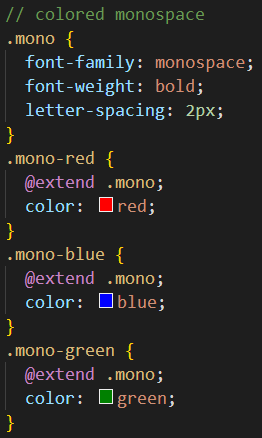 // colored monospace
.mono {
  font-family: monospace;
  font-weight: bold;
  letter-spacing: 2px;
}
.mono-red {
  @extend .mono;
  color: red;
}
.mono-blue {
  @extend .mono;
  color: blue;
}
.mono-green {
  @extend .mono;
  color: green;
}